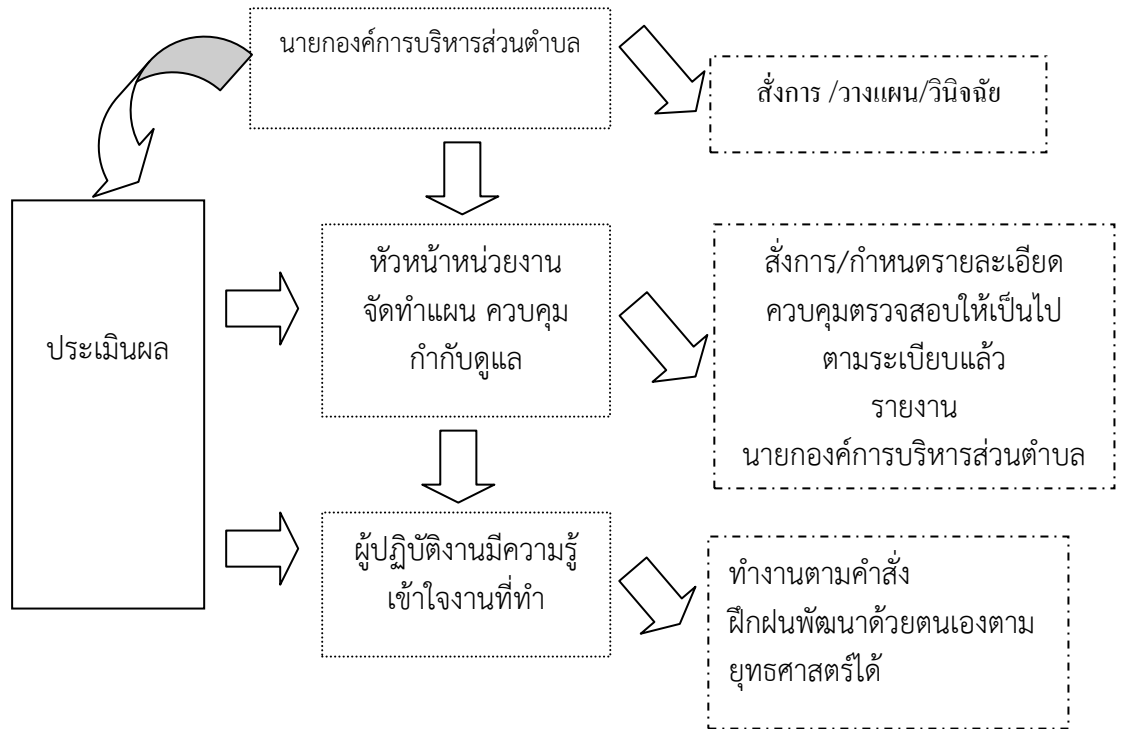 นายกองค์การบริหารส่วนตำบล
สั่งการ /วางแผน/วินิจฉัย
ประเมินผล
หัวหน้าหน่วยงาน
จัดทำแผน ควบคุม
กำกับดูแล
สั่งการ/กำหนดรายละเอียด
ควบคุมตรวจสอบให้เป็นไป
ตามระเบียบแล้ว
รายงาน
นายกองค์การบริหารส่วนตำบล
ผู้ปฏิบัติงานมีความรู้
เข้าใจงานที่ทำ
ทำงานตามคำสั่ง
ฝึกฝนพัฒนาด้วยตนเองตาม
ยุทธศาสตร์ได้